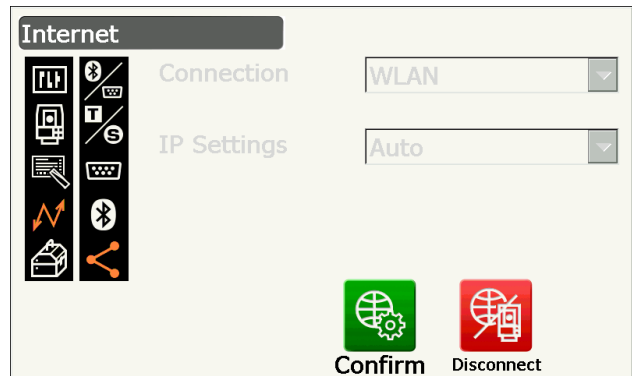 Internet
Connection WLAN
IP Settings Auto
T
S
Confirm Disconnect